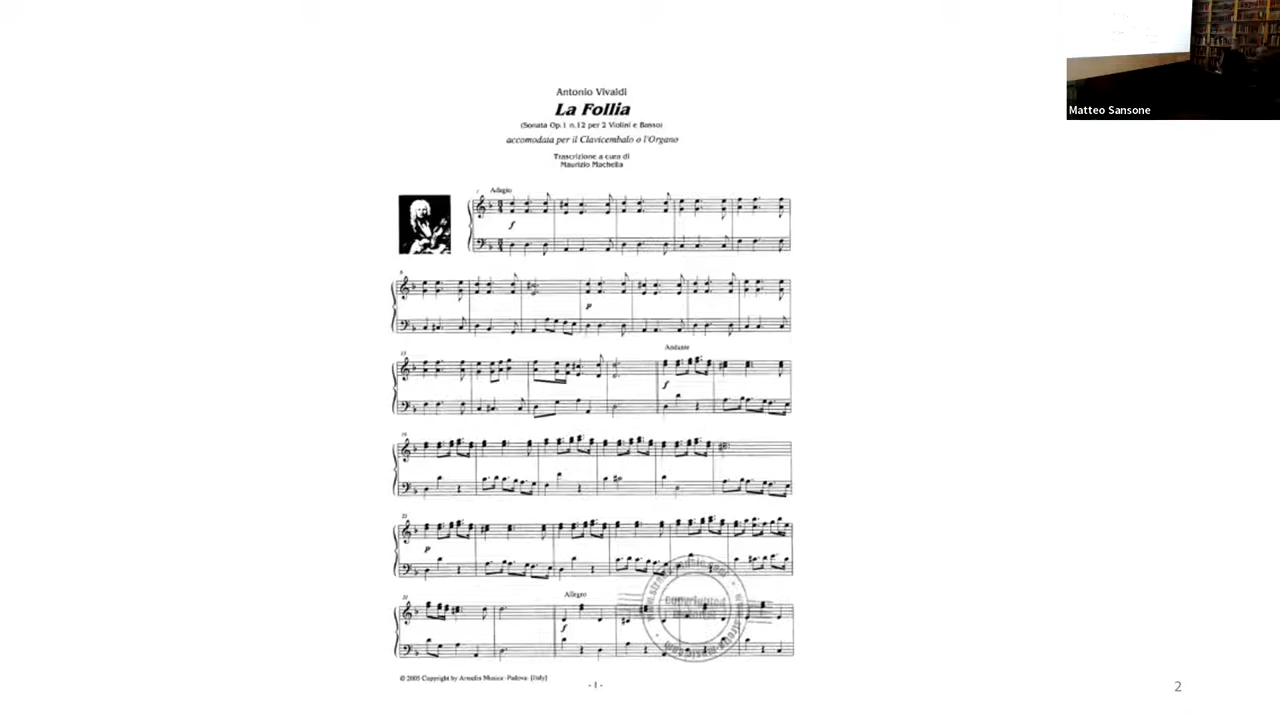 Antonio Vivaldi
La Follia
(Sonata Op.1 n.12 per 2 Violini e Basso)
accomodata per il Clavicembalo o l'Organo
Trascrizione a cura di
Maurizio Machella
Adagio
f
p
Andante
f
p
Allegro
f
© 2005 Copyright by Armelin Musica - Padova - [Italy]
- 1 -
Matteo Sansone
2